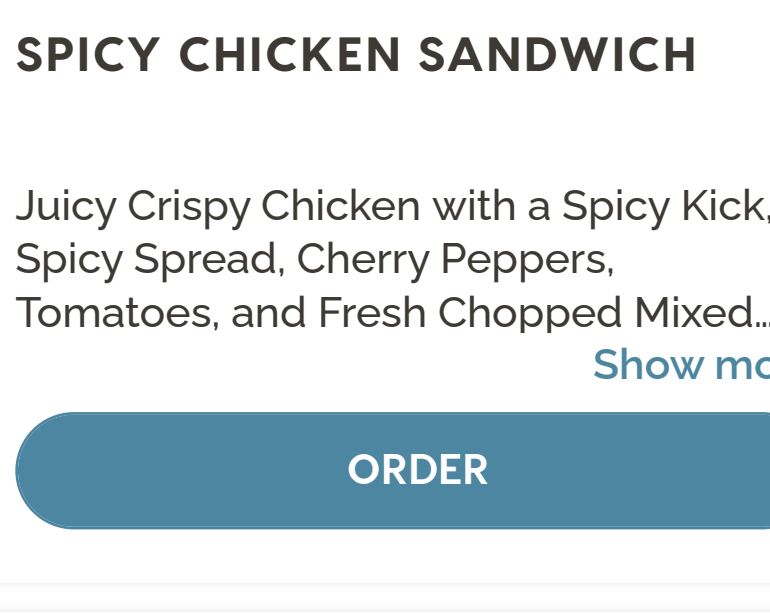 SPICY CHICKEN SANDWICH
Juicy Crispy Chicken with a Spicy Kick,
Spicy Spread, Cherry Peppers,
Tomatoes, and Fresh Chopped Mixed...
Show mo
ORDER